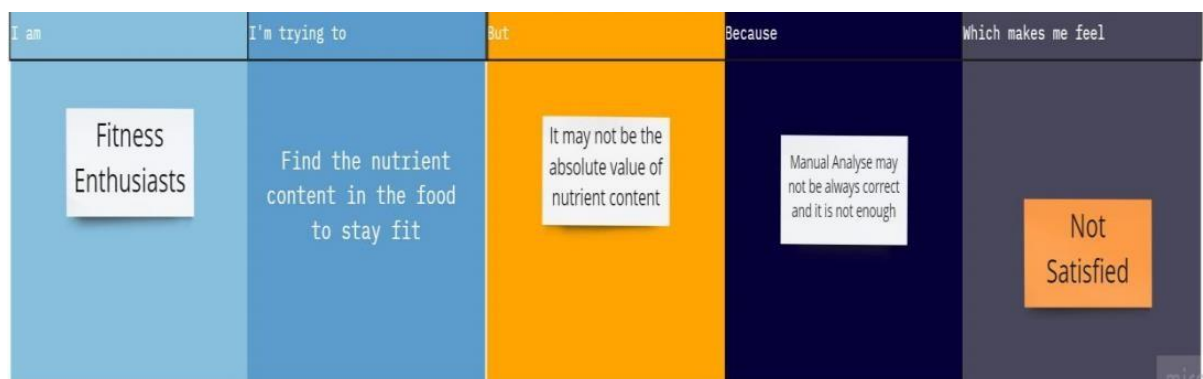 I am
I'm trying to
But
Because
Which makes me feel
Fitness
Enthusiasts
Find the nutrient
content in the food
to stay fit
It may not be the
absolute value of
nutrient content
Manual Analyse may
not be always correct
and it is not enough
Not
Satisfied